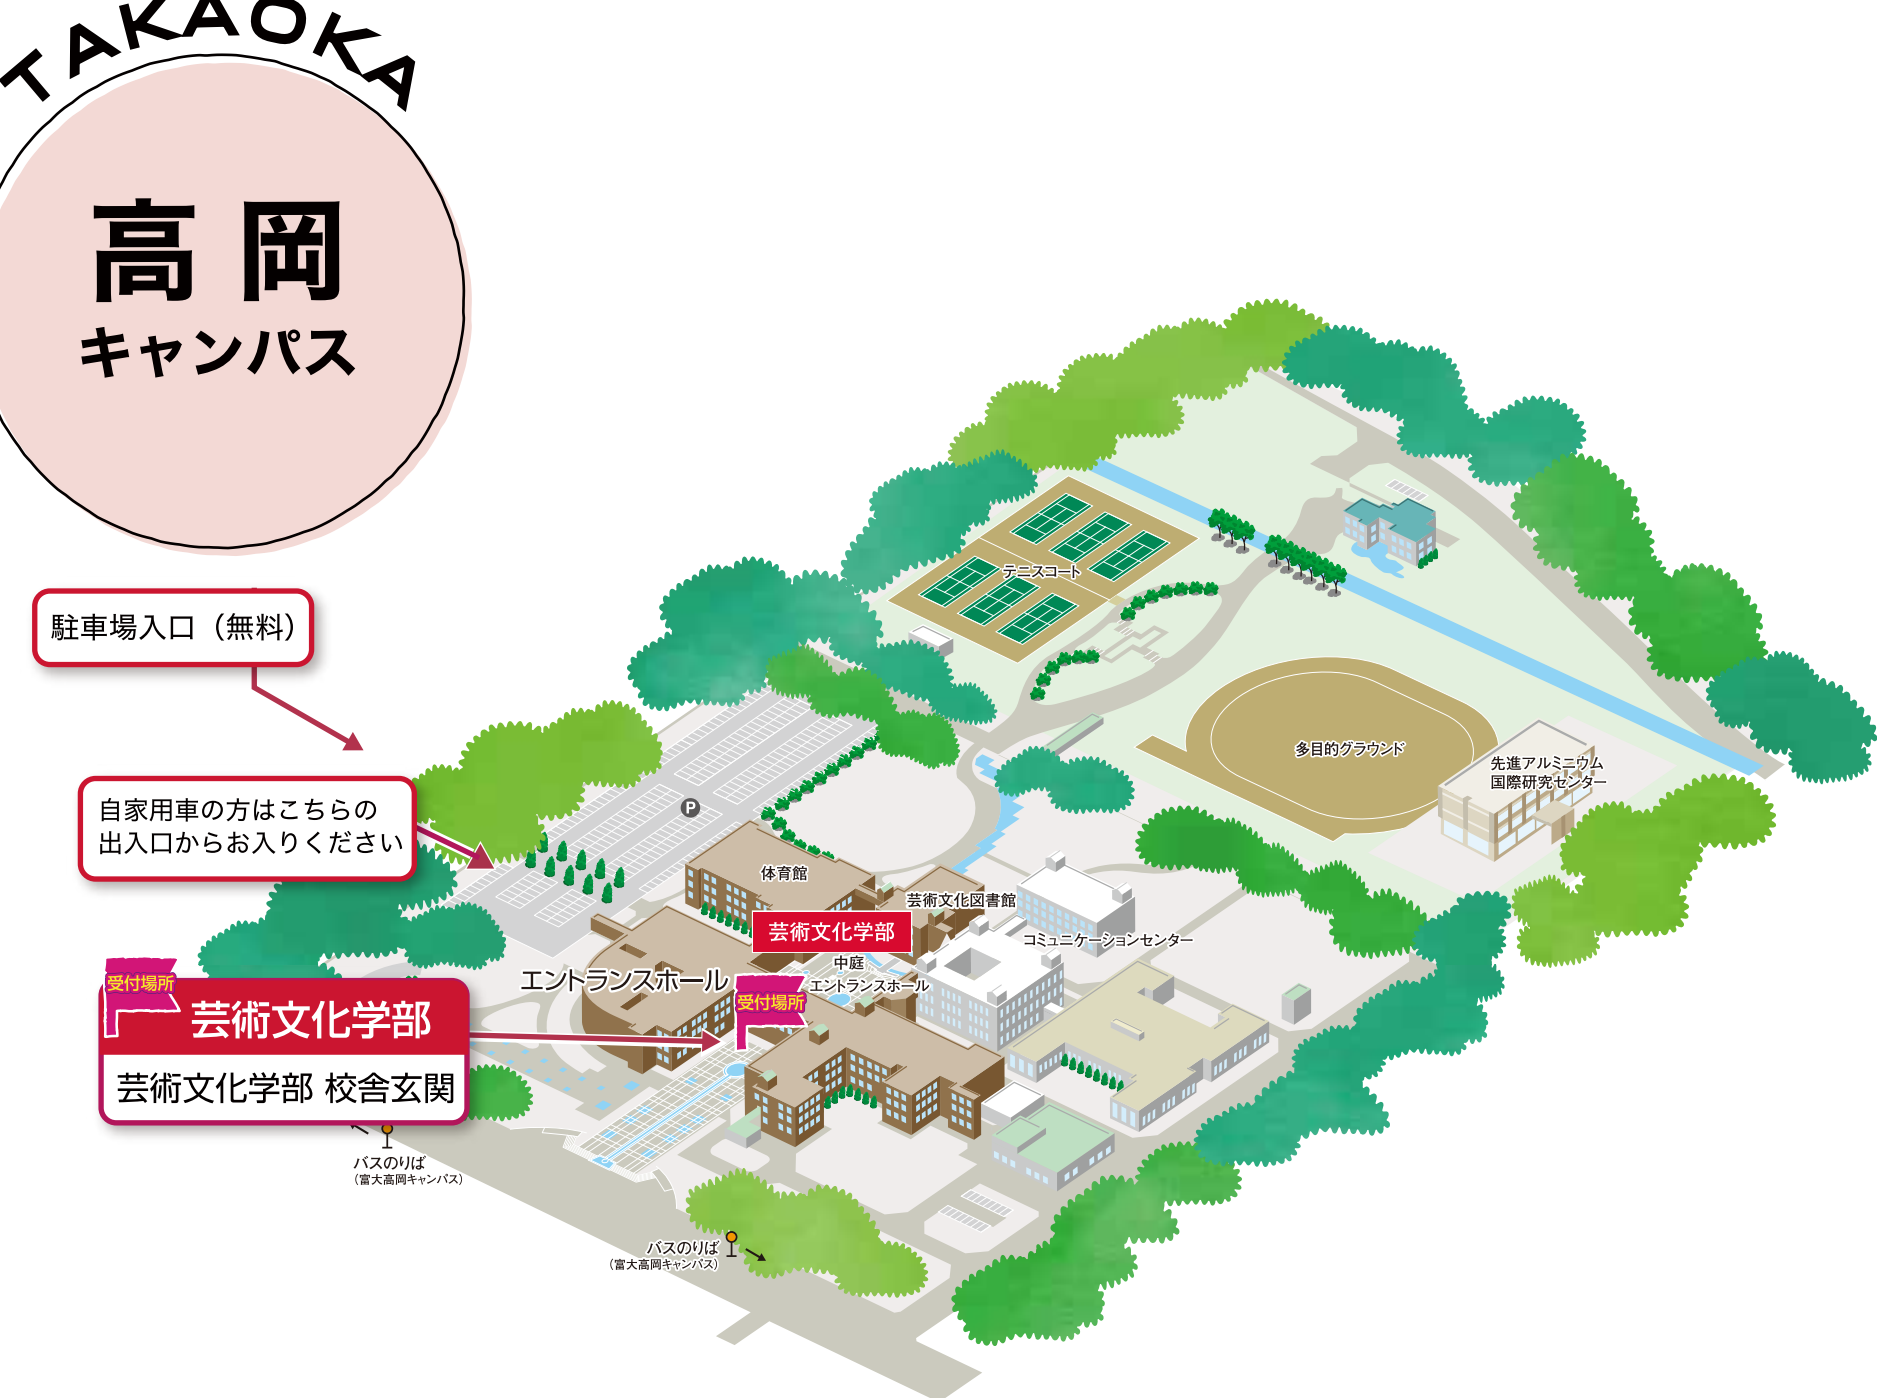 TAKAOKA
高岡
キャンパス
駐車場入口（無料）
自家用車の方はこちらの
出入口からお入りください
受付場所
芸術文化学部
芸術文化学部 校舎玄関
テニスコート
多目的グラウンド
先進アルミニウム
国際研究センター
P
体育館
芸術文化図書館
芸術文化学部
コミュニケーションセンター
中庭
エントランスホール
エントランスホール
受付場所
バスのりば
（富大高岡キャンパス）
バスのりば
（富大高岡キャンパス）